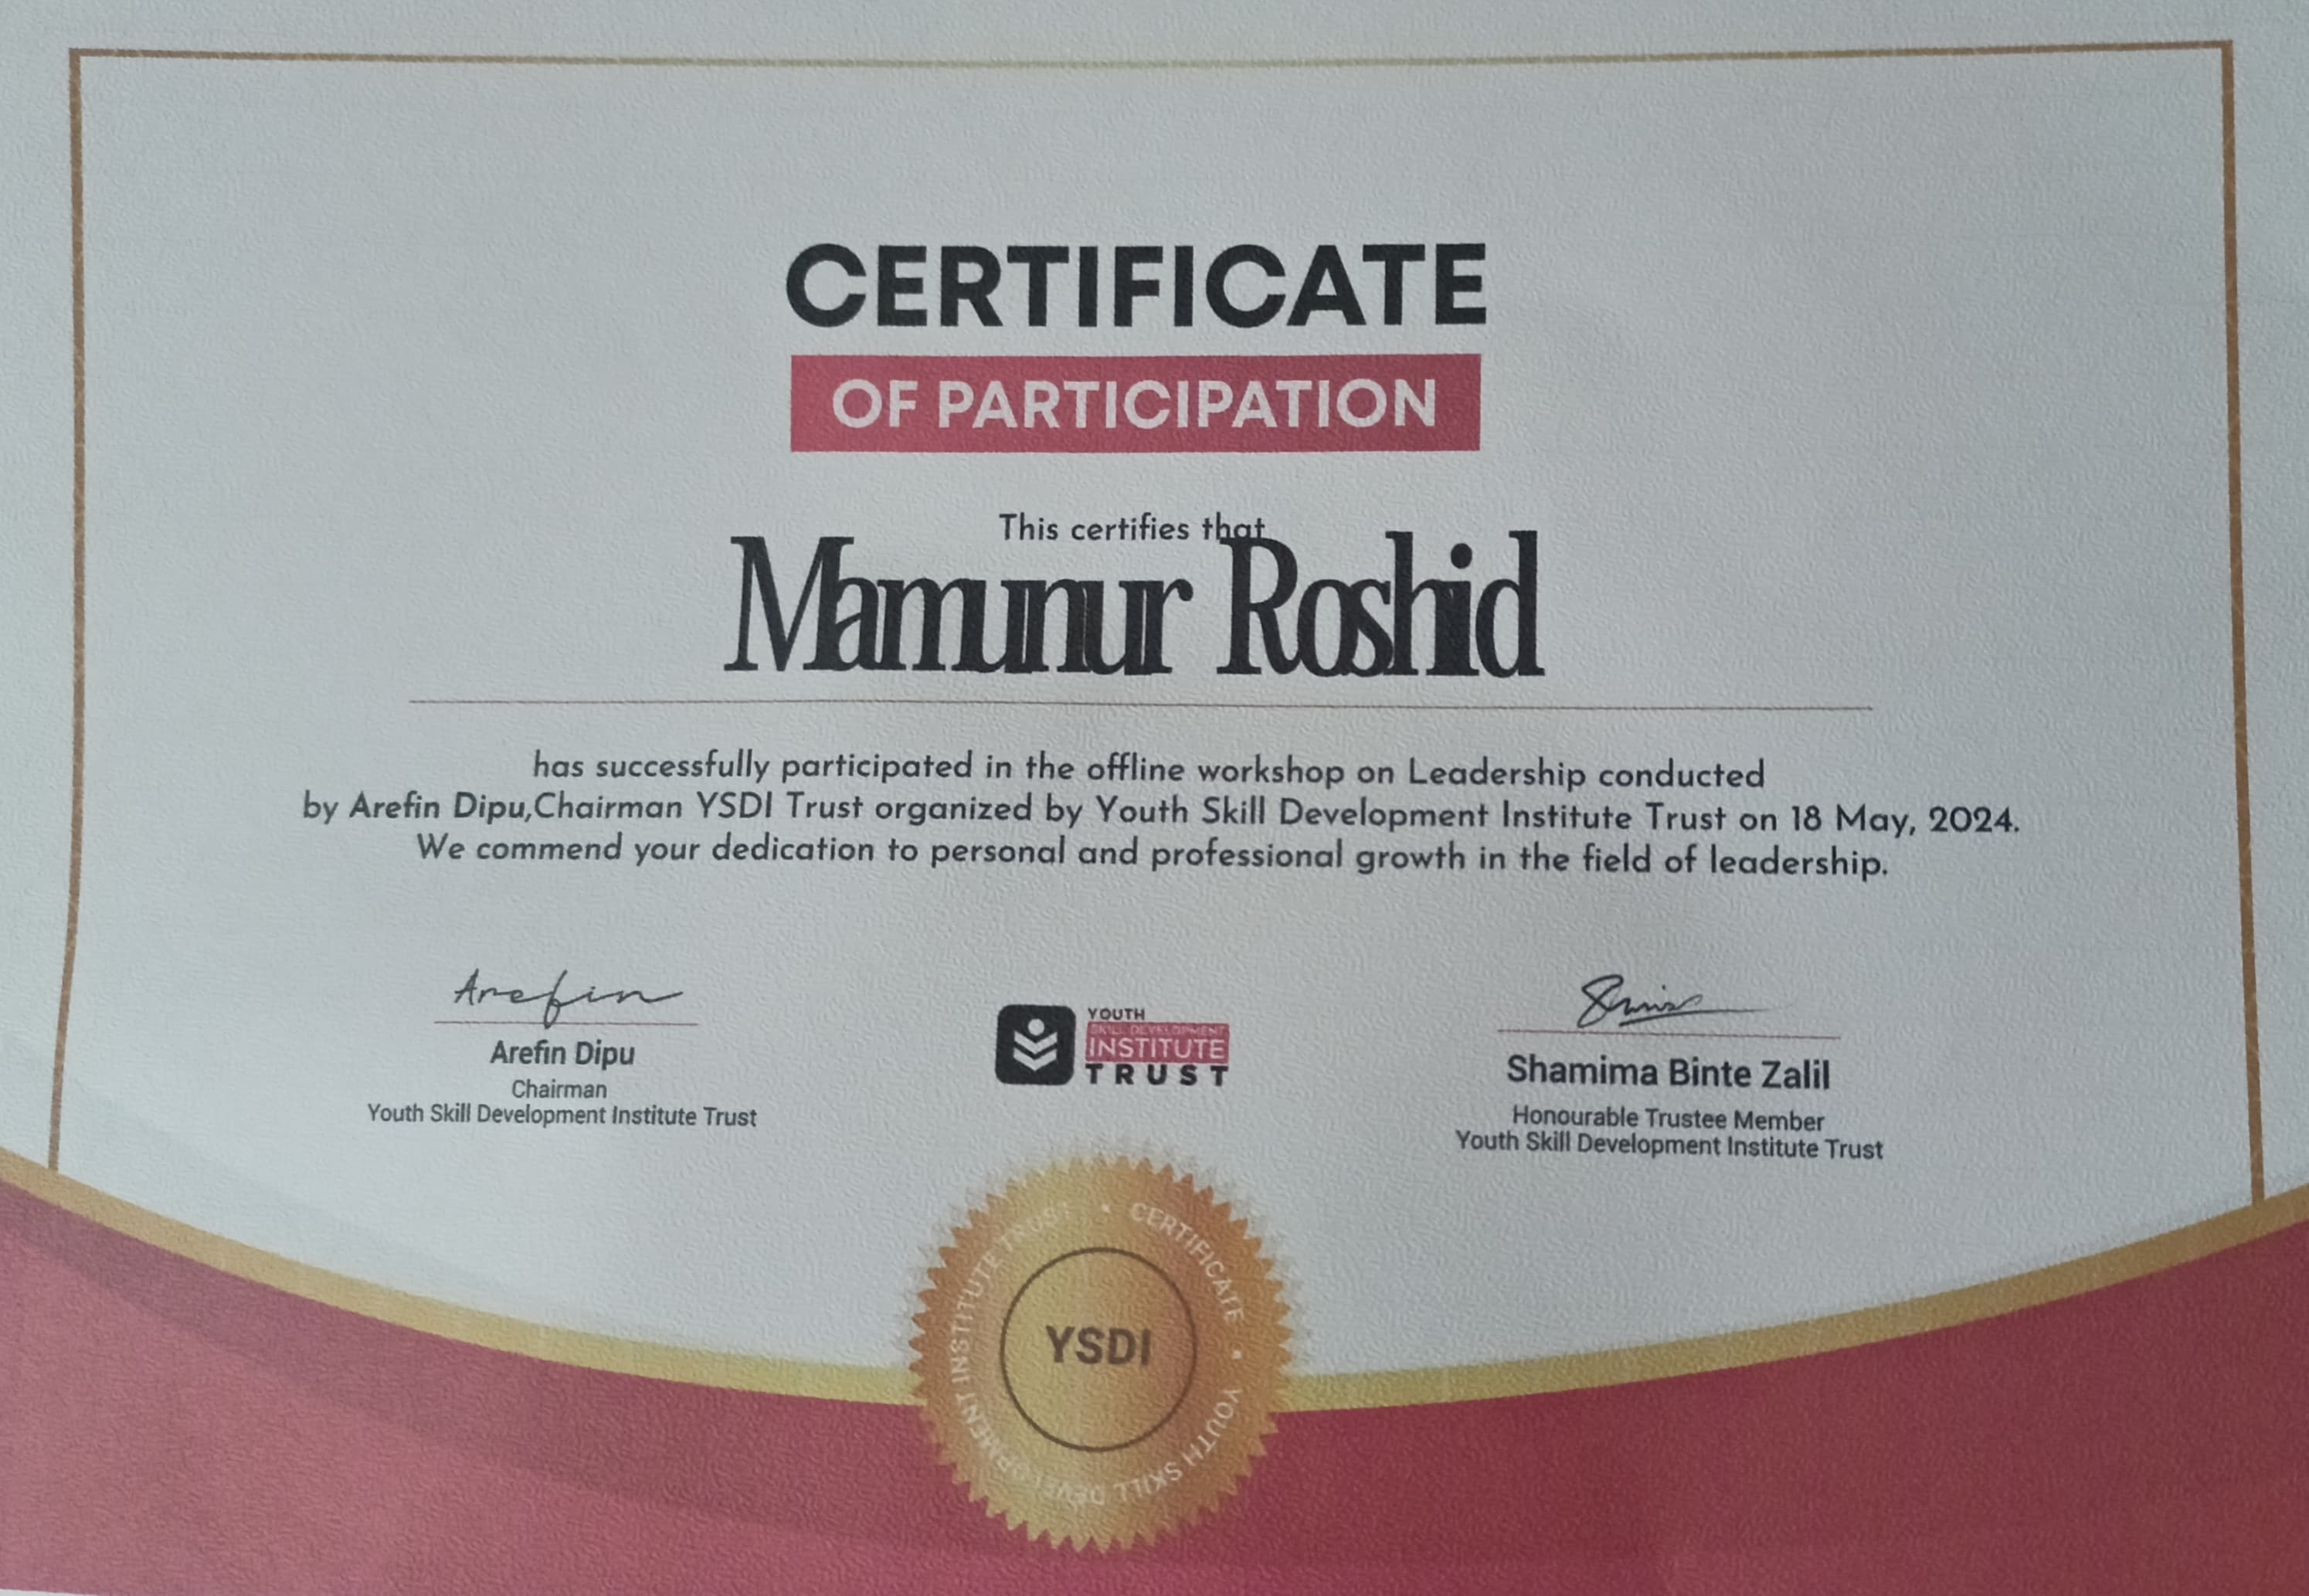 CERTIFICATE
OF PARTICIPATION
This certifies that
Mamunur Roshid
has successfully participated in the offline workshop on Leadership conducted
by Arefin Dipu,Chairman YSDI Trust organized by Youth Skill Development Institute Trust on 18 May, 2024.
We commend your dedication to personal and professional growth in the field of leadership.
Arefin
Arefin Dipu
Chairman
Youth Skill Development Institute Trust
YOUTH
SKILL DEVELOPMENT
INSTITUTE
TRUST
Shamima Binte Zalil
Honourable Trustee Member
Youth Skill Development Institute Trust
• CERTIFICATE • YOUTH SKILL DEVELOPMENT INSTITUTE TRUST
YSDI